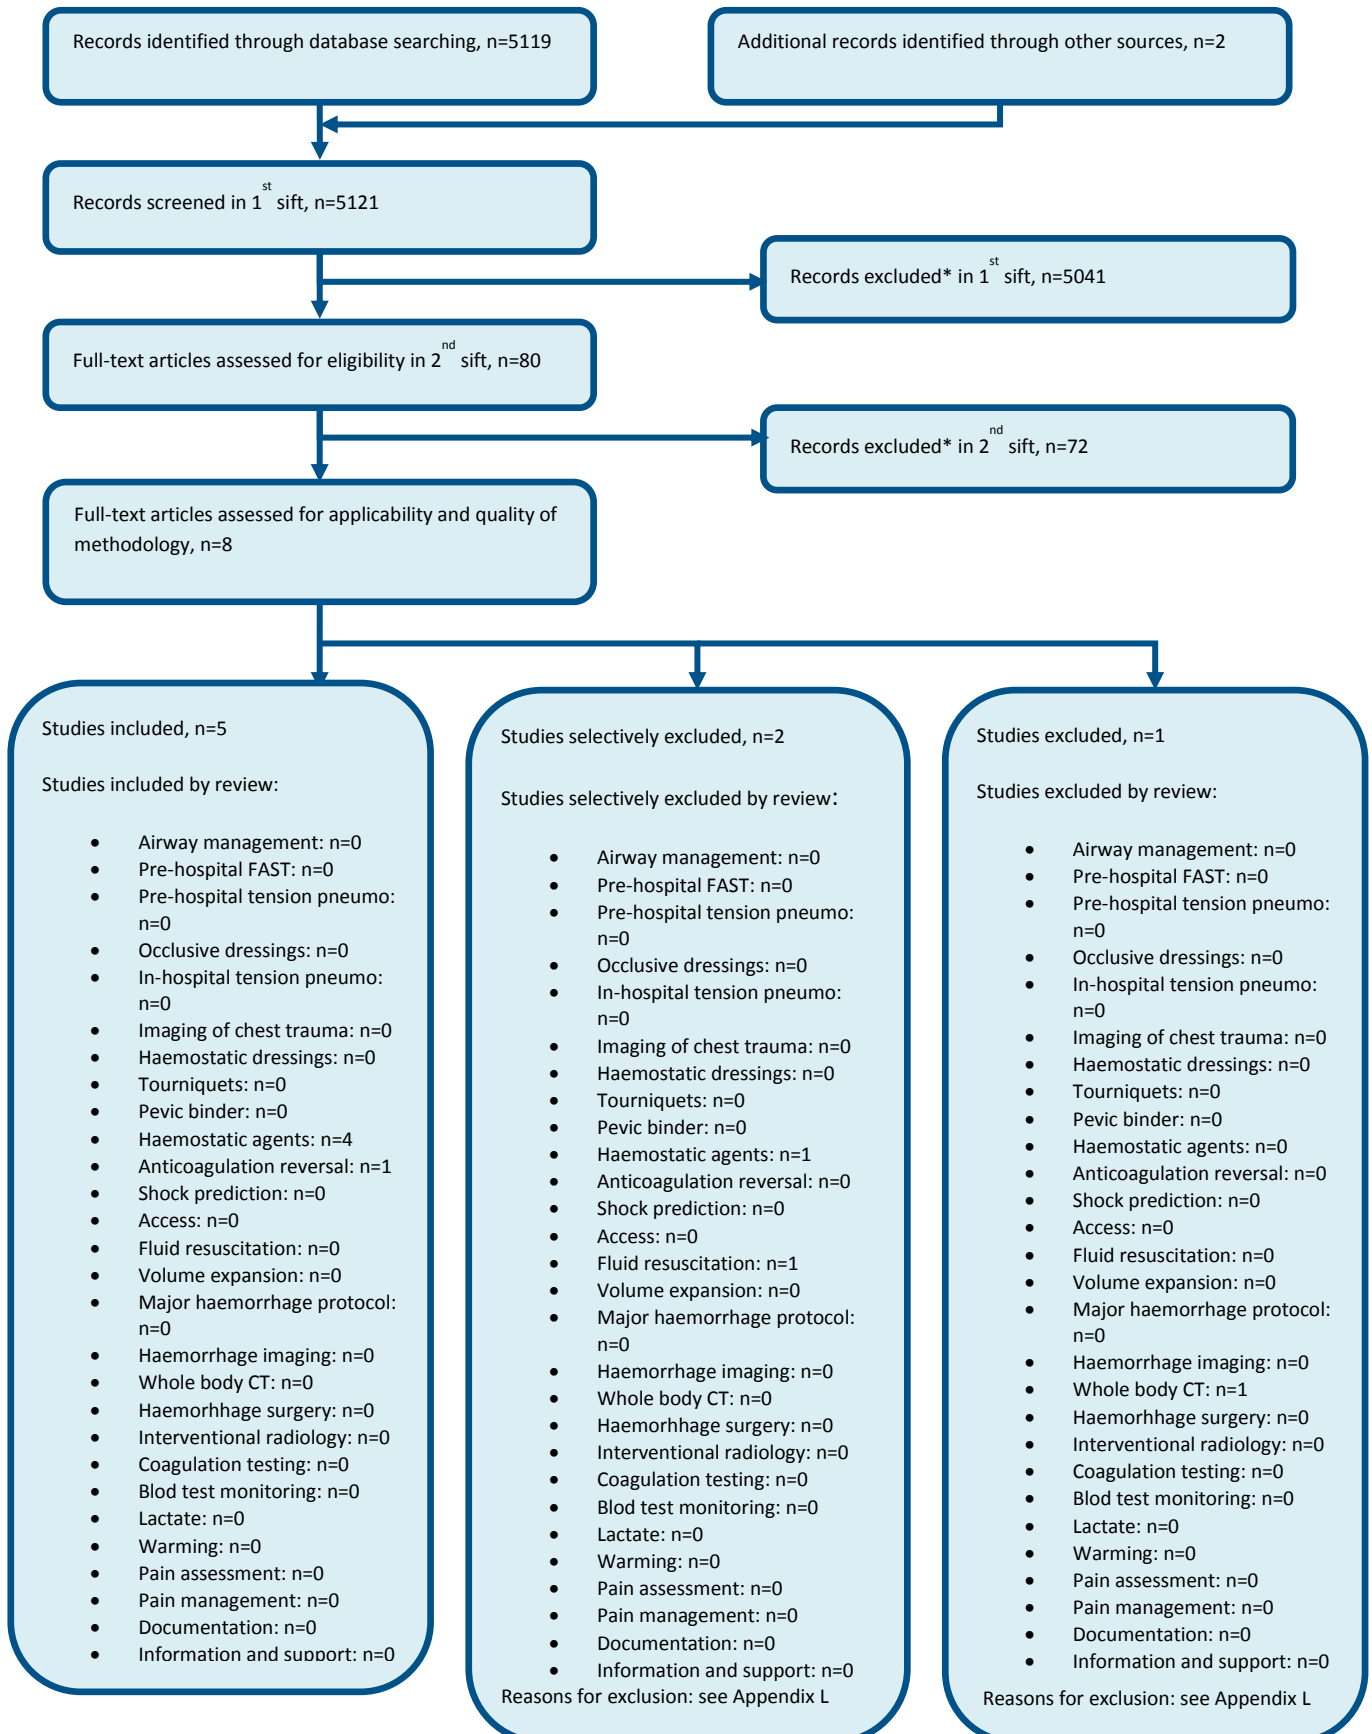 Records identified through database searching, n=5119
Additional records identified through other sources, n=2
Records screened in 1st sift, n=5121
Records excluded* in 1st sift, n=5041
Full-text articles assessed for eligibility in 2nd sift, n=80
Records excluded* in 2nd sift, n=72
Full-text articles assessed for applicability and quality of
methodology, n=8
Studies included, n=5
Studies included by review:
• Airway management: n=0
• Pre-hospital FAST: n=0
• Pre-hospital tension pneumo:
n=0
• Occlusive dressings: n=0
• In-hospital tension pneumo:
n=0
• Imaging of chest trauma: n=0
• Haemostatic dressings: n=0
• Tourniquets: n=0
• Pevic binder: n=0
• Haemostatic agents: n=4
• Anticoagulation reversal: n=1
• Shock prediction: n=0
• Access: n=0
• Fluid resuscitation: n=0
• Volume expansion: n=0
• Major haemorrhage protocol:
n=0
• Haemorrhage imaging: n=0
• Whole body CT: n=0
• Haemorhhage surgery: n=0
• Interventional radiology: n=0
• Coagulation testing: n=0
• Blod test monitoring: n=0
• Lactate: n=0
• Warming: n=0
• Pain assessment: n=0
• Pain management: n=0
• Documentation: n=0
• Information and support: n=0
Studies selectively excluded, n=2
Studies selectively excluded by review:
• Airway management: n=0
• Pre-hospital FAST: n=0
• Pre-hospital tension pneumo:
n=0
• Occlusive dressings: n=0
• In-hospital tension pneumo:
n=0
• Imaging of chest trauma: n=0
• Haemostatic dressings: n=0
• Tourniquets: n=0
• Pevic binder: n=0
• Haemostatic agents: n=1
• Anticoagulation reversal: n=0
• Shock prediction: n=0
• Access: n=0
• Fluid resuscitation: n=1
• Volume expansion: n=0
• Major haemorrhage protocol:
n=0
• Haemorrhage imaging: n=0
• Whole body CT: n=0
• Haemorhhage surgery: n=0
• Interventional radiology: n=0
• Coagulation testing: n=0
• Blod test monitoring: n=0
• Lactate: n=0
• Warming: n=0
• Pain assessment: n=0
• Pain management: n=0
• Documentation: n=0
• Information and support: n=0
Reasons for exclusion: see Appendix L
Studies excluded, n=1
Studies excluded by review:
• Airway management: n=0
• Pre-hospital FAST: n=0
• Pre-hospital tension pneumo:
n=0
• Occlusive dressings: n=0
• In-hospital tension pneumo:
n=0
• Imaging of chest trauma: n=0
• Haemostatic dressings: n=0
• Tourniquets: n=0
• Pevic binder: n=0
• Haemostatic agents: n=0
• Anticoagulation reversal: n=0
• Shock prediction: n=0
• Access: n=0
• Fluid resuscitation: n=0
• Volume expansion: n=0
• Major haemorrhage protocol:
n=0
• Haemorrhage imaging: n=0
• Whole body CT: n=1
• Haemorhhage surgery: n=0
• Interventional radiology: n=0
• Coagulation testing: n=0
• Blod test monitoring: n=0
• Lactate: n=0
• Warming: n=0
• Pain assessment: n=0
• Pain management: n=0
• Documentation: n=0
• Information and support: n=0
Reasons for exclusion: see Appendix L